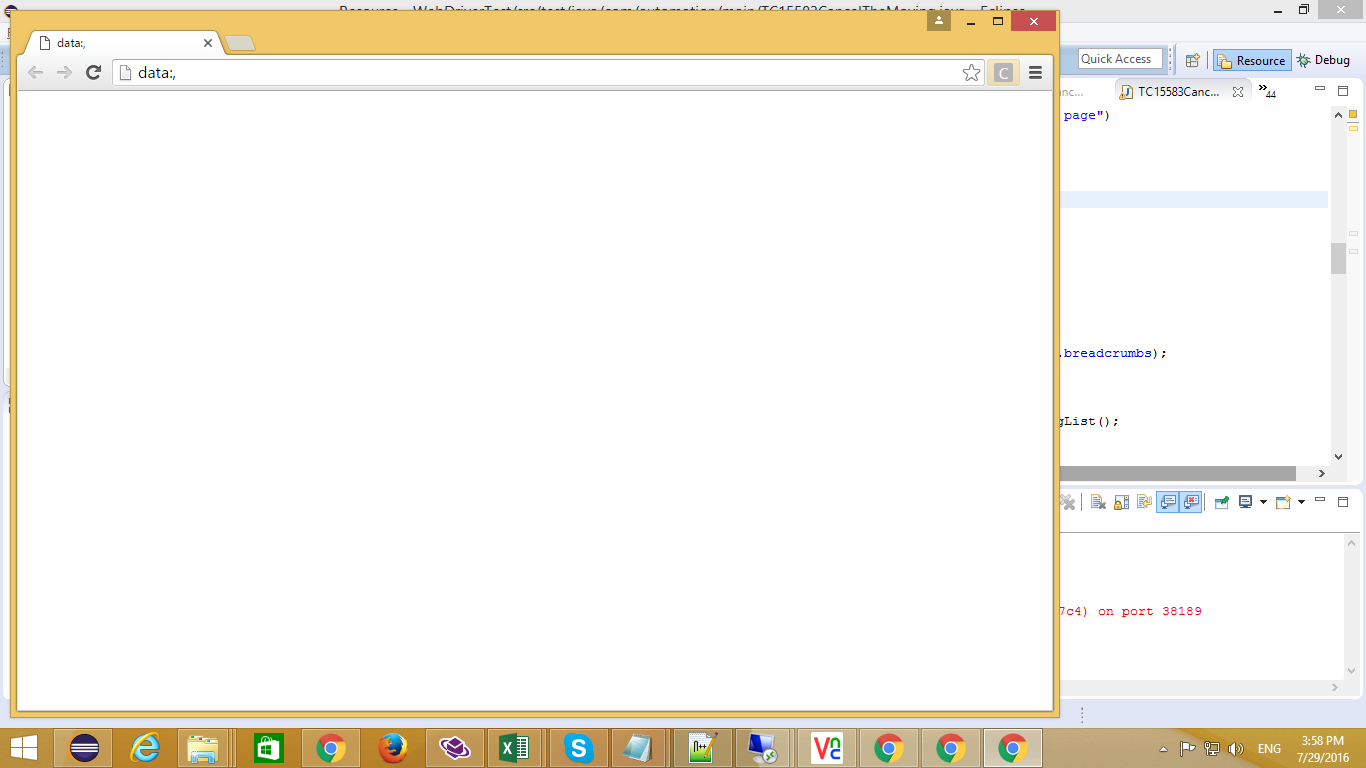 Resource - WebDriverTest/src/test/java/com/automation/main/TC15583CancelTheMoving.java - Eclipse
data:,
data:,
C
Quick Access
Resource
Debug
anc...
TC15583Canc...
»44
page")
.breadcrumbs);
gList();
7c4) on port 38189
ENG
3:58 PM
7/29/2016